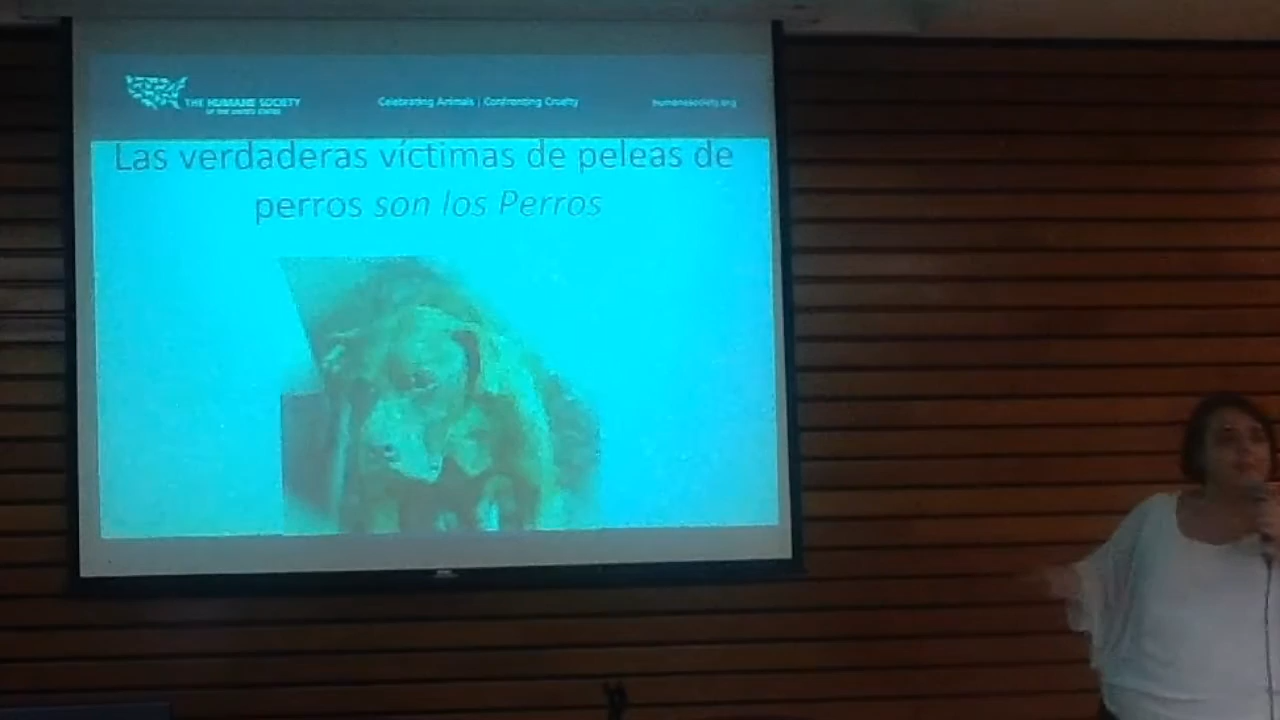 THE HUMANE SOCIETY
OF THE UNITED STATES
Celebrating Animals | Confronting Cruelty
humanesociety.org
Las verdaderas víctimas de peleas de
perros son los Perros